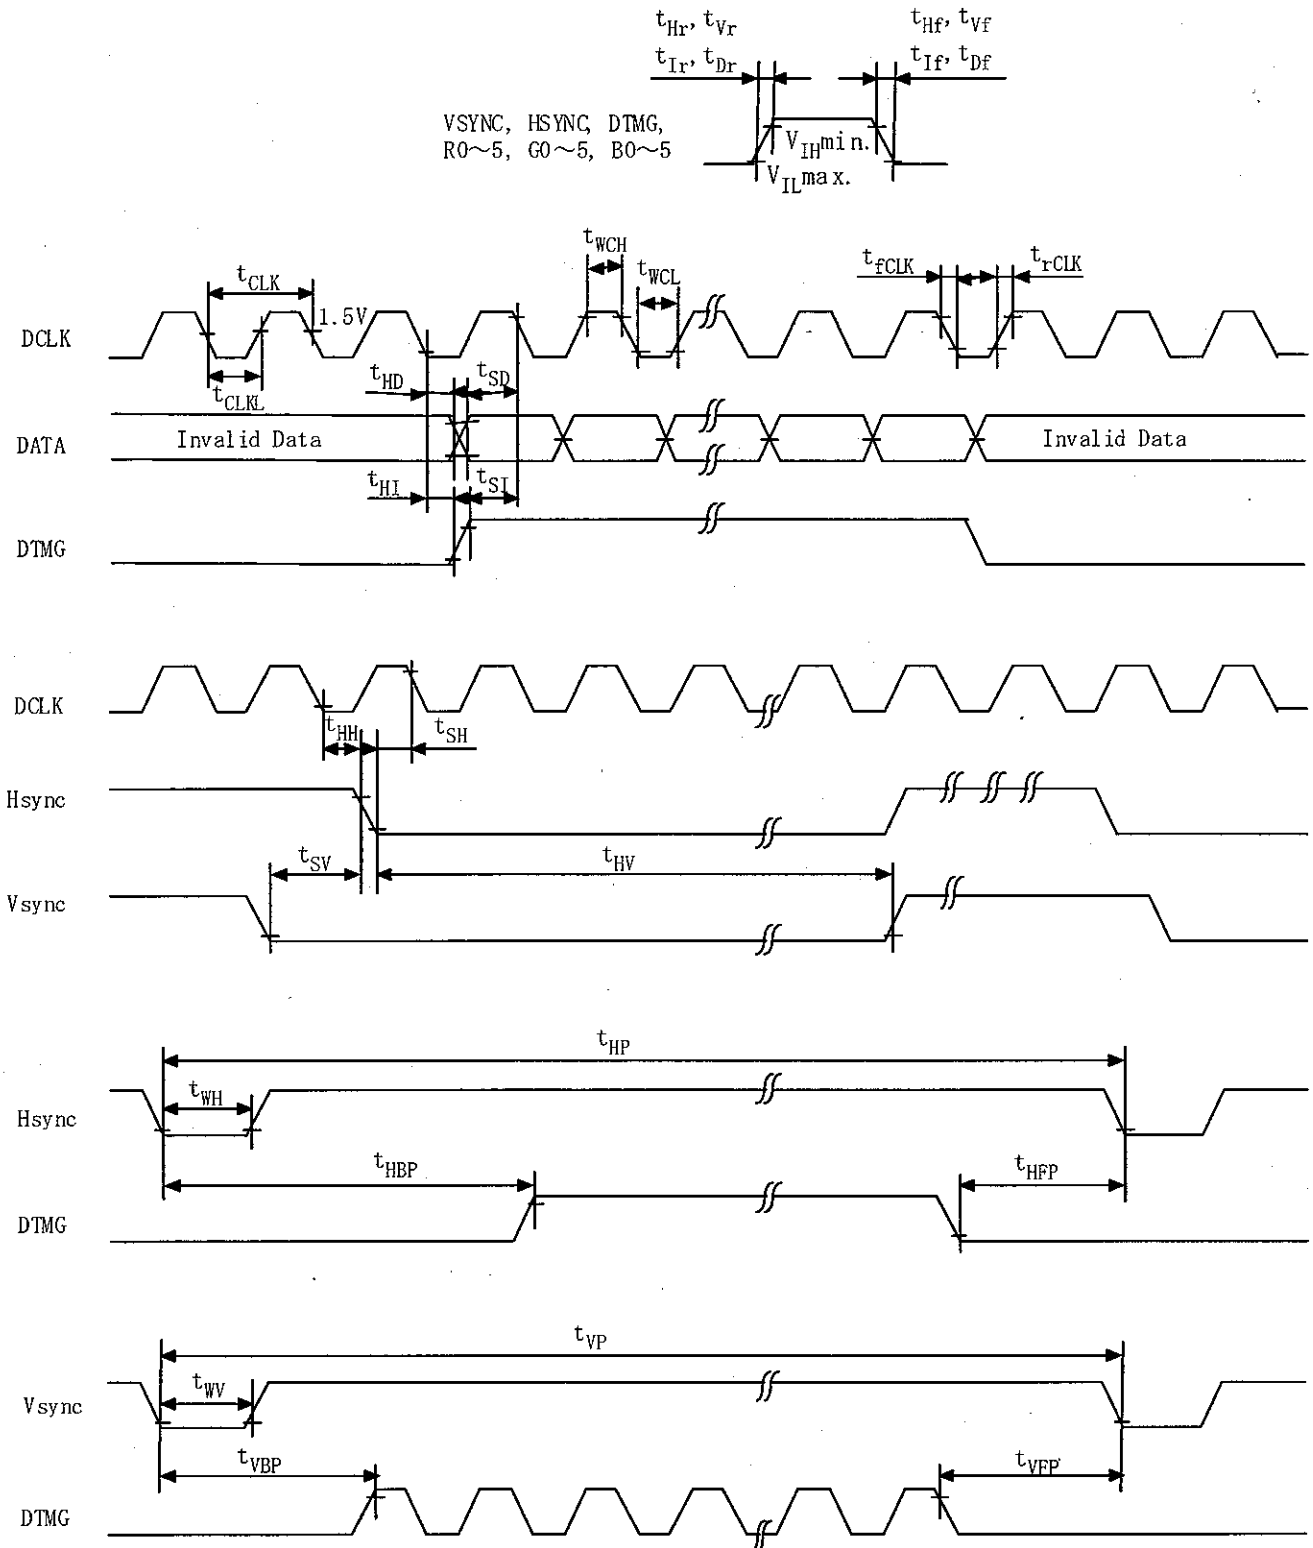 tHr, tVr
tIr, tDr
tHf, tVf
tIf, tDf
VSYNC, HSYNC, DTMG,
R0~5, G0~5, B0~5
VIHmin.
VILmax.
tCLK
1.5V
tWCH
tWCL
tfCLK
trCLK
DCLK
tCLKL
tHD
tSD
DATA
Invalid Data
Invalid Data
tHI
tSI
DTMG
DCLK
tHH
tSH
Hsync
tSV
tHV
Vsync
tHP
tWH
Hsync
tHBP
tHFP
DTMG
tVP
tWV
Vsync
tVBP
tVFP
DTMG